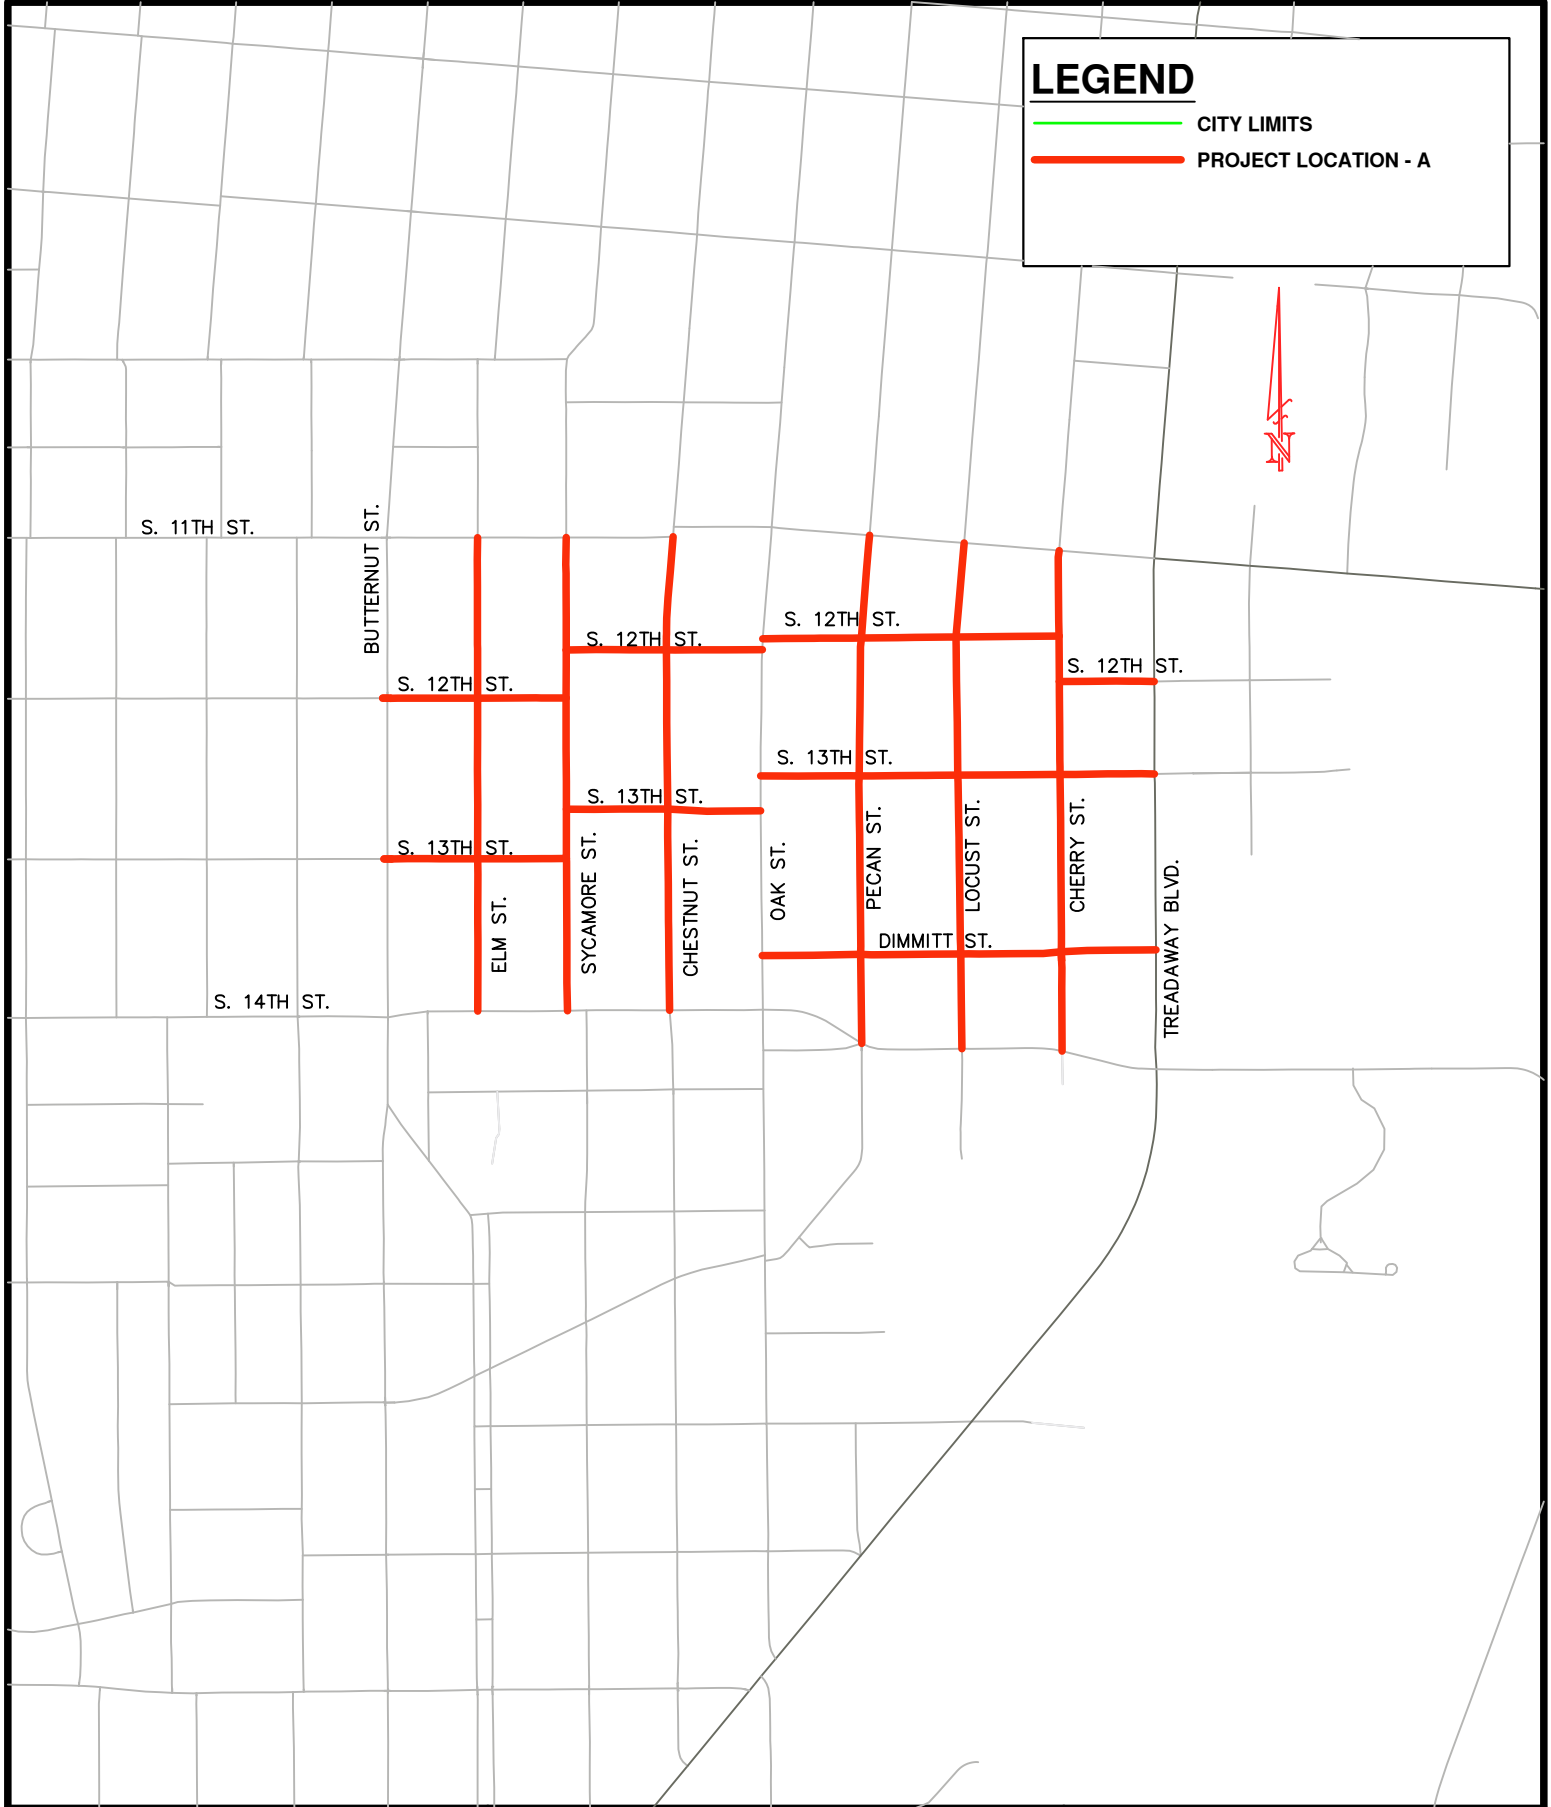 LEGEND
CITY LIMITS
PROJECT LOCATION - A
N
S. 11TH ST.
BUTTERNUT ST.
S. 12TH ST.
S. 12TH ST.
S. 12TH ST.
S. 12TH ST.
S. 13TH ST.
S. 13TH ST.
S. 13TH ST.
ELM ST.
SYCAMORE ST.
CHESTNUT ST.
OAK ST.
PECAN ST.
LOCUST ST.
CHERRY ST.
TREADAWAY BLVD.
DIMMITT ST.
S. 14TH ST.